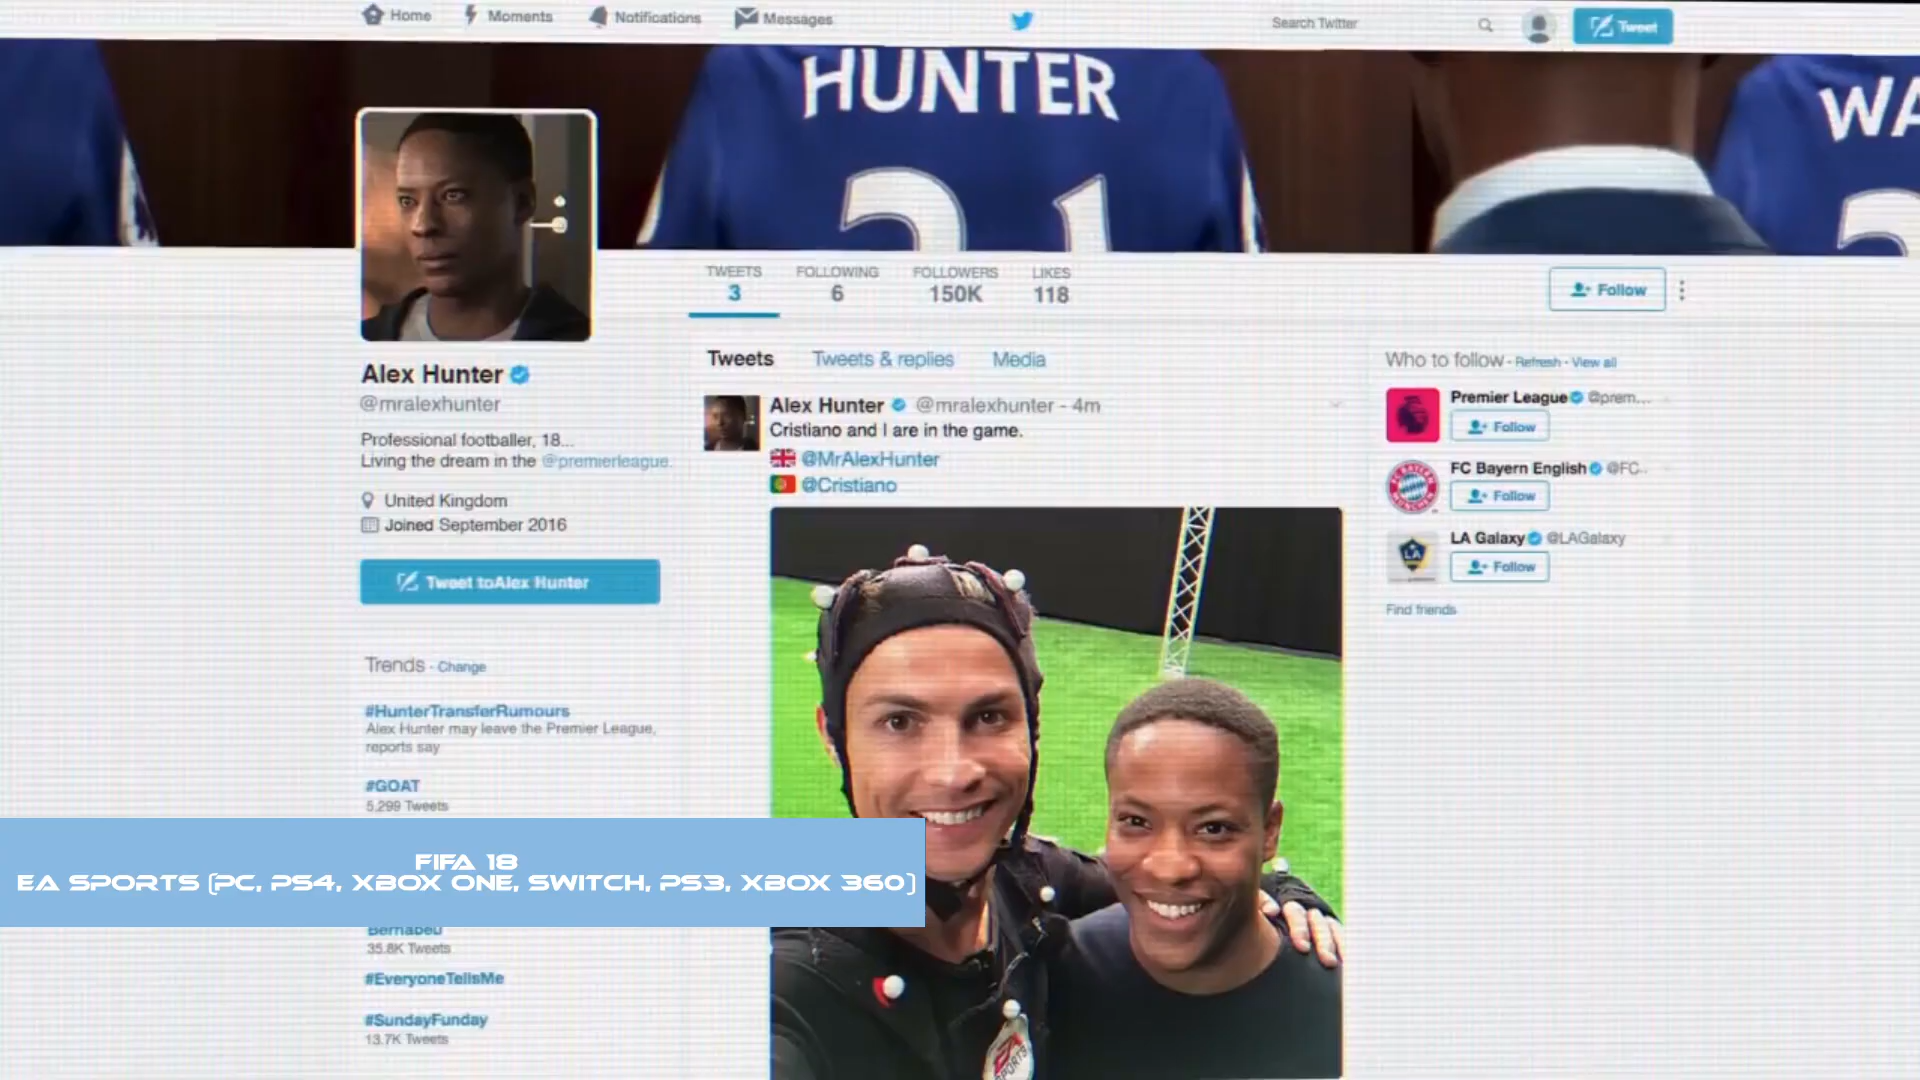 Home
Moments
Notifications
Messages
Search Twitter
Tweet
HUNTER
21
WA
TWEETS
3
FOLLOWING
6
FOLLOWERS
150K
LIKES
118
Follow
Alex Hunter
@mralexhunter
Professional footballer, 18...
Living the dream in the @premierleague.
United Kingdom
Joined September 2016
Tweet toAlex Hunter
Trends - Change
#HunterTransferRumours
Alex Hunter may leave the Premier League,
reports say
#GOAT
5,299 Tweets
Bernabeu
35.8K Tweets
#EveryoneTellsMe
#SundayFunday
13.7K Tweets
Tweets
Tweets & replies
Media
Alex Hunter @mralexhunter - 4m
Cristiano and I are in the game.
@MrAlexHunter
@Cristiano
EA
SPORTS
Who to follow - Refresh - View all
Premier League @prem...
Follow
FC Bayern English @FC..
Follow
LA Galaxy @LAGalaxy
Follow
Find friends
FIFA 18
EA SPORTS (PC, PS4, XBOX ONE, SWITCH, PS3, XBOX 360)